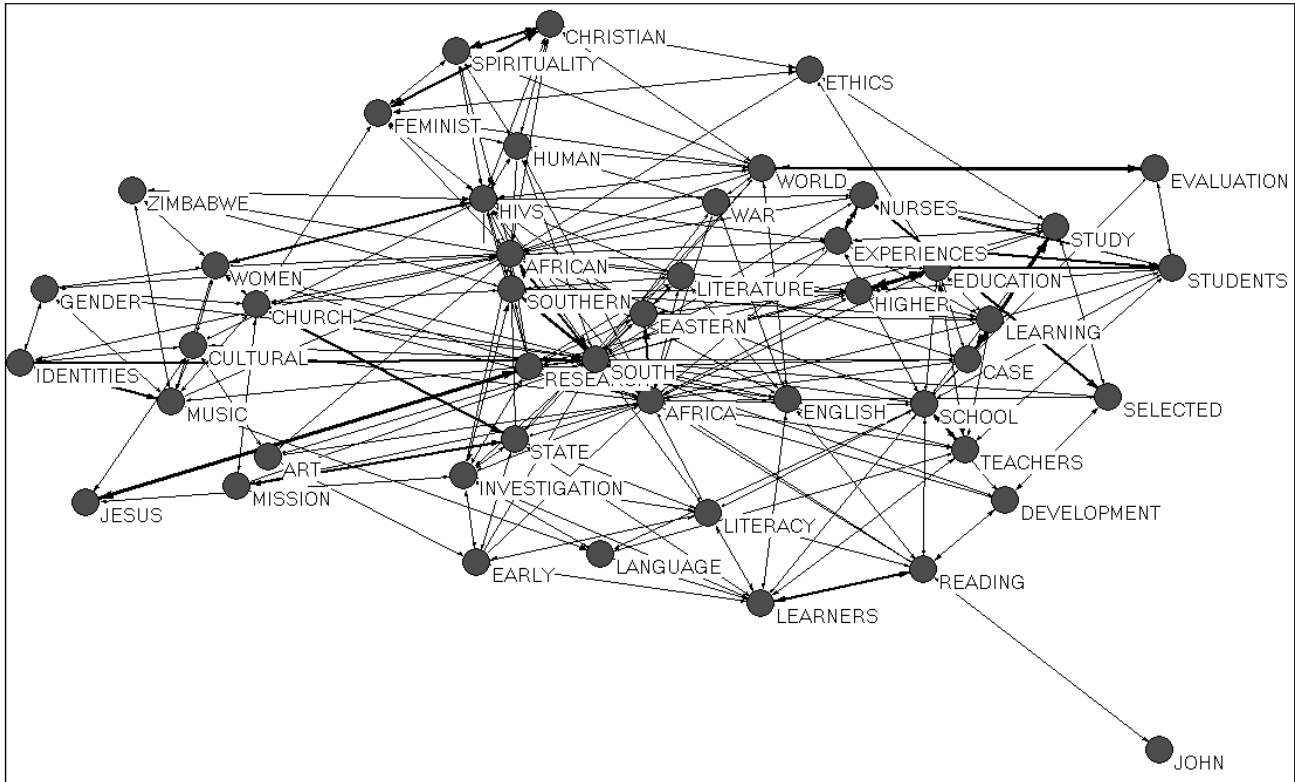 CHRISTIAN
SPIRITUALITY
ETHICS
FEMINIST
HUMAN
WORLD
EVALUATION
ZIMBABWE
HIVS
WAR
NURSES
STUDY
EXPERIENCES
AFRICAN
WOMEN
STUDENTS
EDUCATION
GENDER
SOUTHERN
LITERATURE
HIGHER
CHURCH
EASTERN
LEARNING
CULTURAL
IDENTITIES
RESEARCH
SOUTH
CASE
MUSIC
AFRICA
ENGLISH
SCHOOL
SELECTED
STATE
ART
TEACHERS
MISSION
INVESTIGATION
JESUS
LITERACY
DEVELOPMENT
EARLY
LANGUAGE
READING
LEARNERS
JOHN